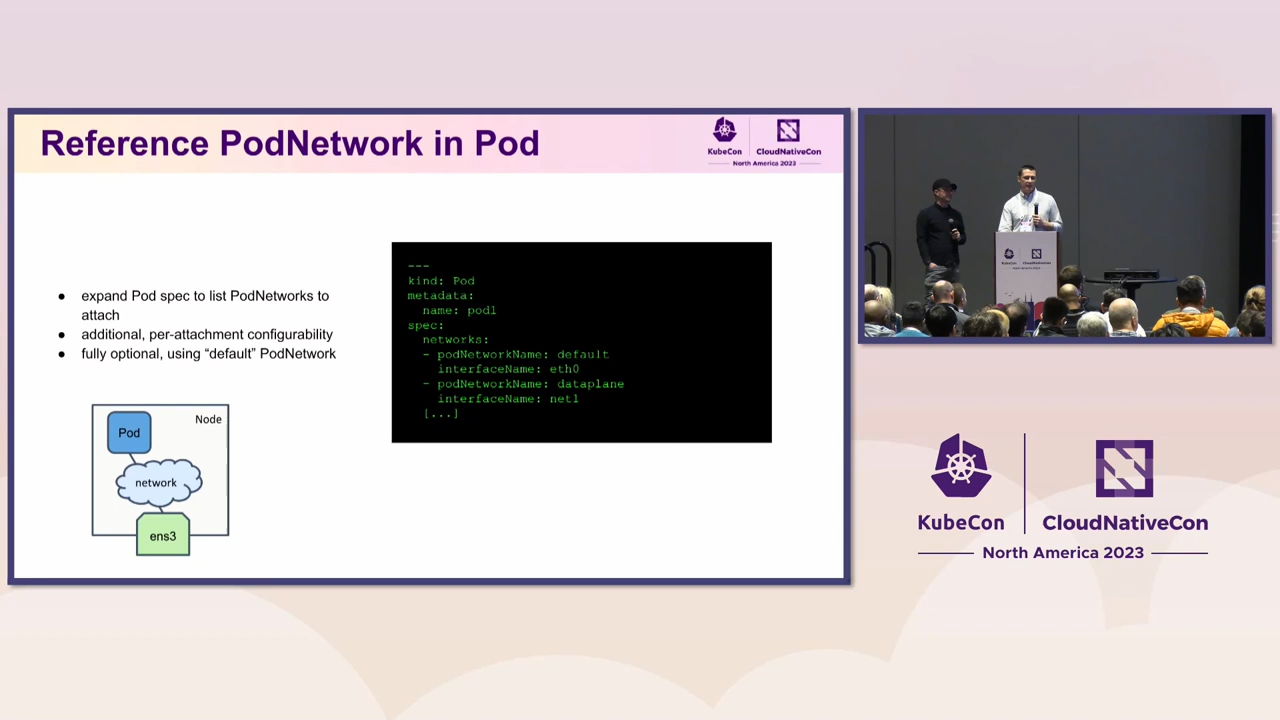 Reference PodNetwork in Pod
KubeCon
CloudNativeCon
North America 2023
● expand Pod spec to list PodNetworks to
attach
● additional, per-attachment configurability
● fully optional, using “default” PodNetwork
---
kind: Pod
metadata:
  name: pod1
spec:
  networks:
  - podNetworkName: default
    interfaceName: eth0
  - podNetworkName: dataplane
    interfaceName: net1
  [...]
Node
Pod
network
ens3
KubeCon
CloudNativeCon
North America 2023